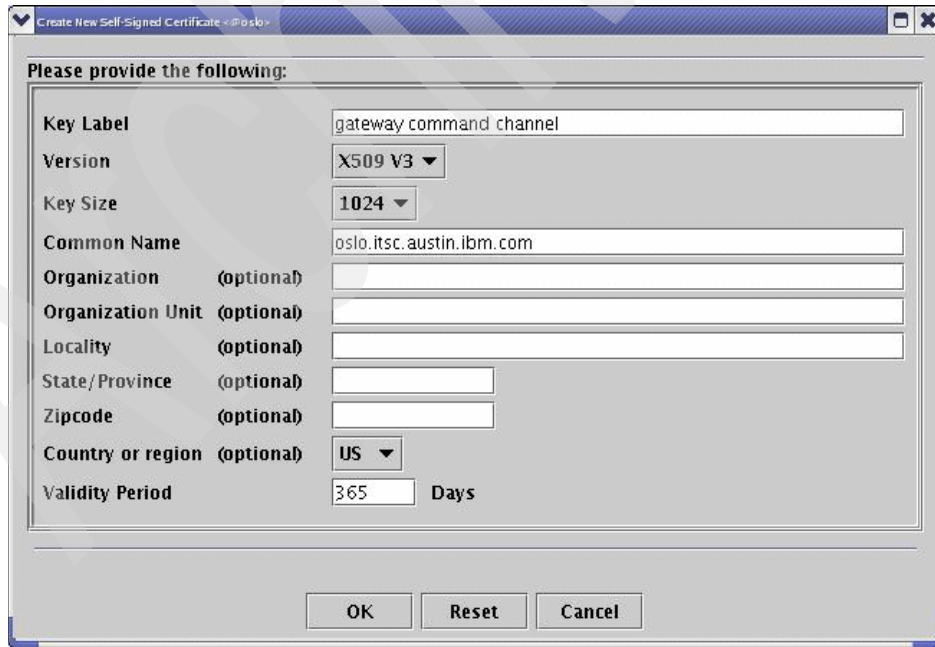 Create New Self-Signed Certificate <@oslo>
Please provide the following:
Key Label gateway command channel
Version X509 V3
Key Size 1024
Common Name oslo.itsc.austin.ibm.com
Organization (optional)
Organization Unit (optional)
Locality (optional)
State/Province (optional)
Zipcode (optional)
Country or region (optional) US
Validity Period 365 Days
OK Reset Cancel